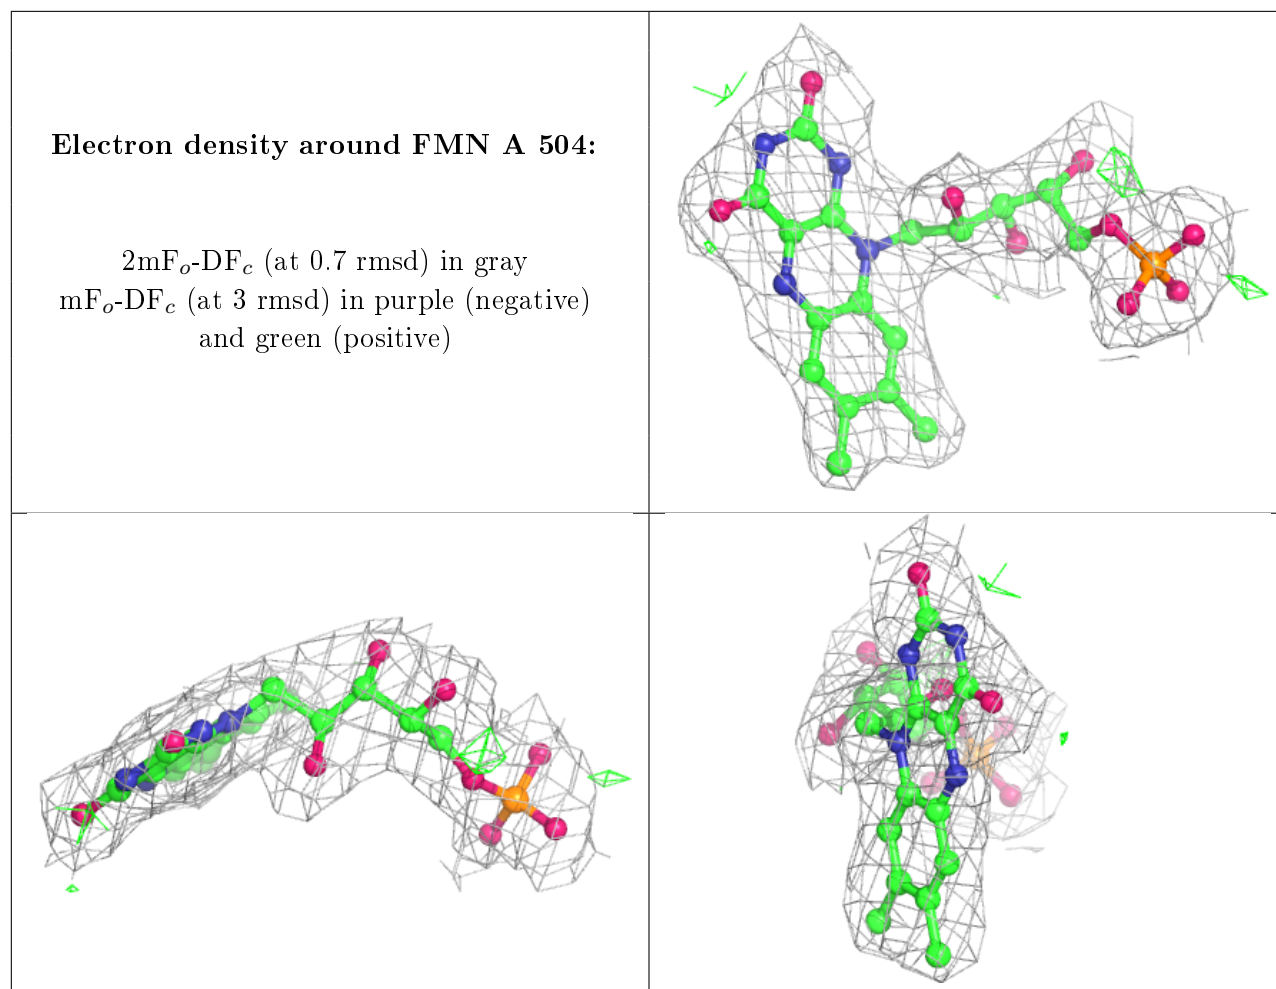 Electron density around FMN A 504:
2mFo-DFc (at 0.7 rmsd) in gray
mFo-DFc (at 3 rmsd) in purple (negative)
and green (positive)